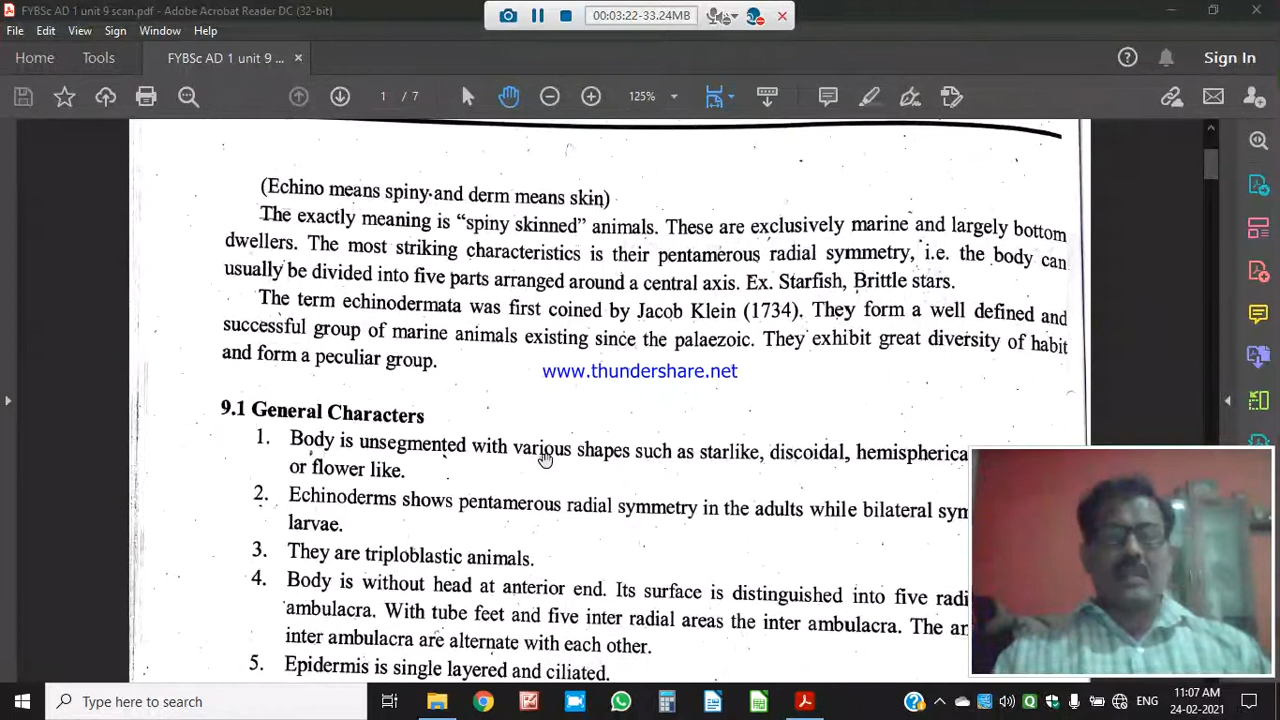 FYBSc AD 1 unit 9 scan.pdf - Adobe Acrobat Reader DC (32-bit)
00:03:22-33.24MB
File Edit View Sign Window Help
Home Tools FYBSc AD 1 unit 9 ... Sign In
1 / 7 125%
(Echino means spiny and derm means skin)
The exactly meaning is “spiny skinned” animals. These are exclusively marine and largely bottom
dwellers. The most striking characteristics is their pentamerous radial symmetry, i.e. the body can
usually be divided into five parts arranged around a central axis. Ex. Starfish, Brittle stars.
The term echinodermata was first coined by Jacob Klein (1734). They form a well defined and
successful group of marine animals existing since the palaezoic. They exhibit great diversity of habit
and form a peculiar group.
www.thundershare.net
9.1 General Characters
1. Body is unsegmented with various shapes such as starlike, discoidal, hemispherica
or flower like.
2. Echinoderms shows pentamerous radial symmetry in the adults while bilateral sym
larvae.
3. They are triploblastic animals.
4. Body is without head at anterior end. Its surface is distinguished into five radi
ambulacra. With tube feet and five inter radial areas the inter ambulacra. The am
inter ambulacra are alternate with each other.
5. Epidermis is single layered and ciliated.
Type here to search
ENG
11:07 AM
24-02-2021